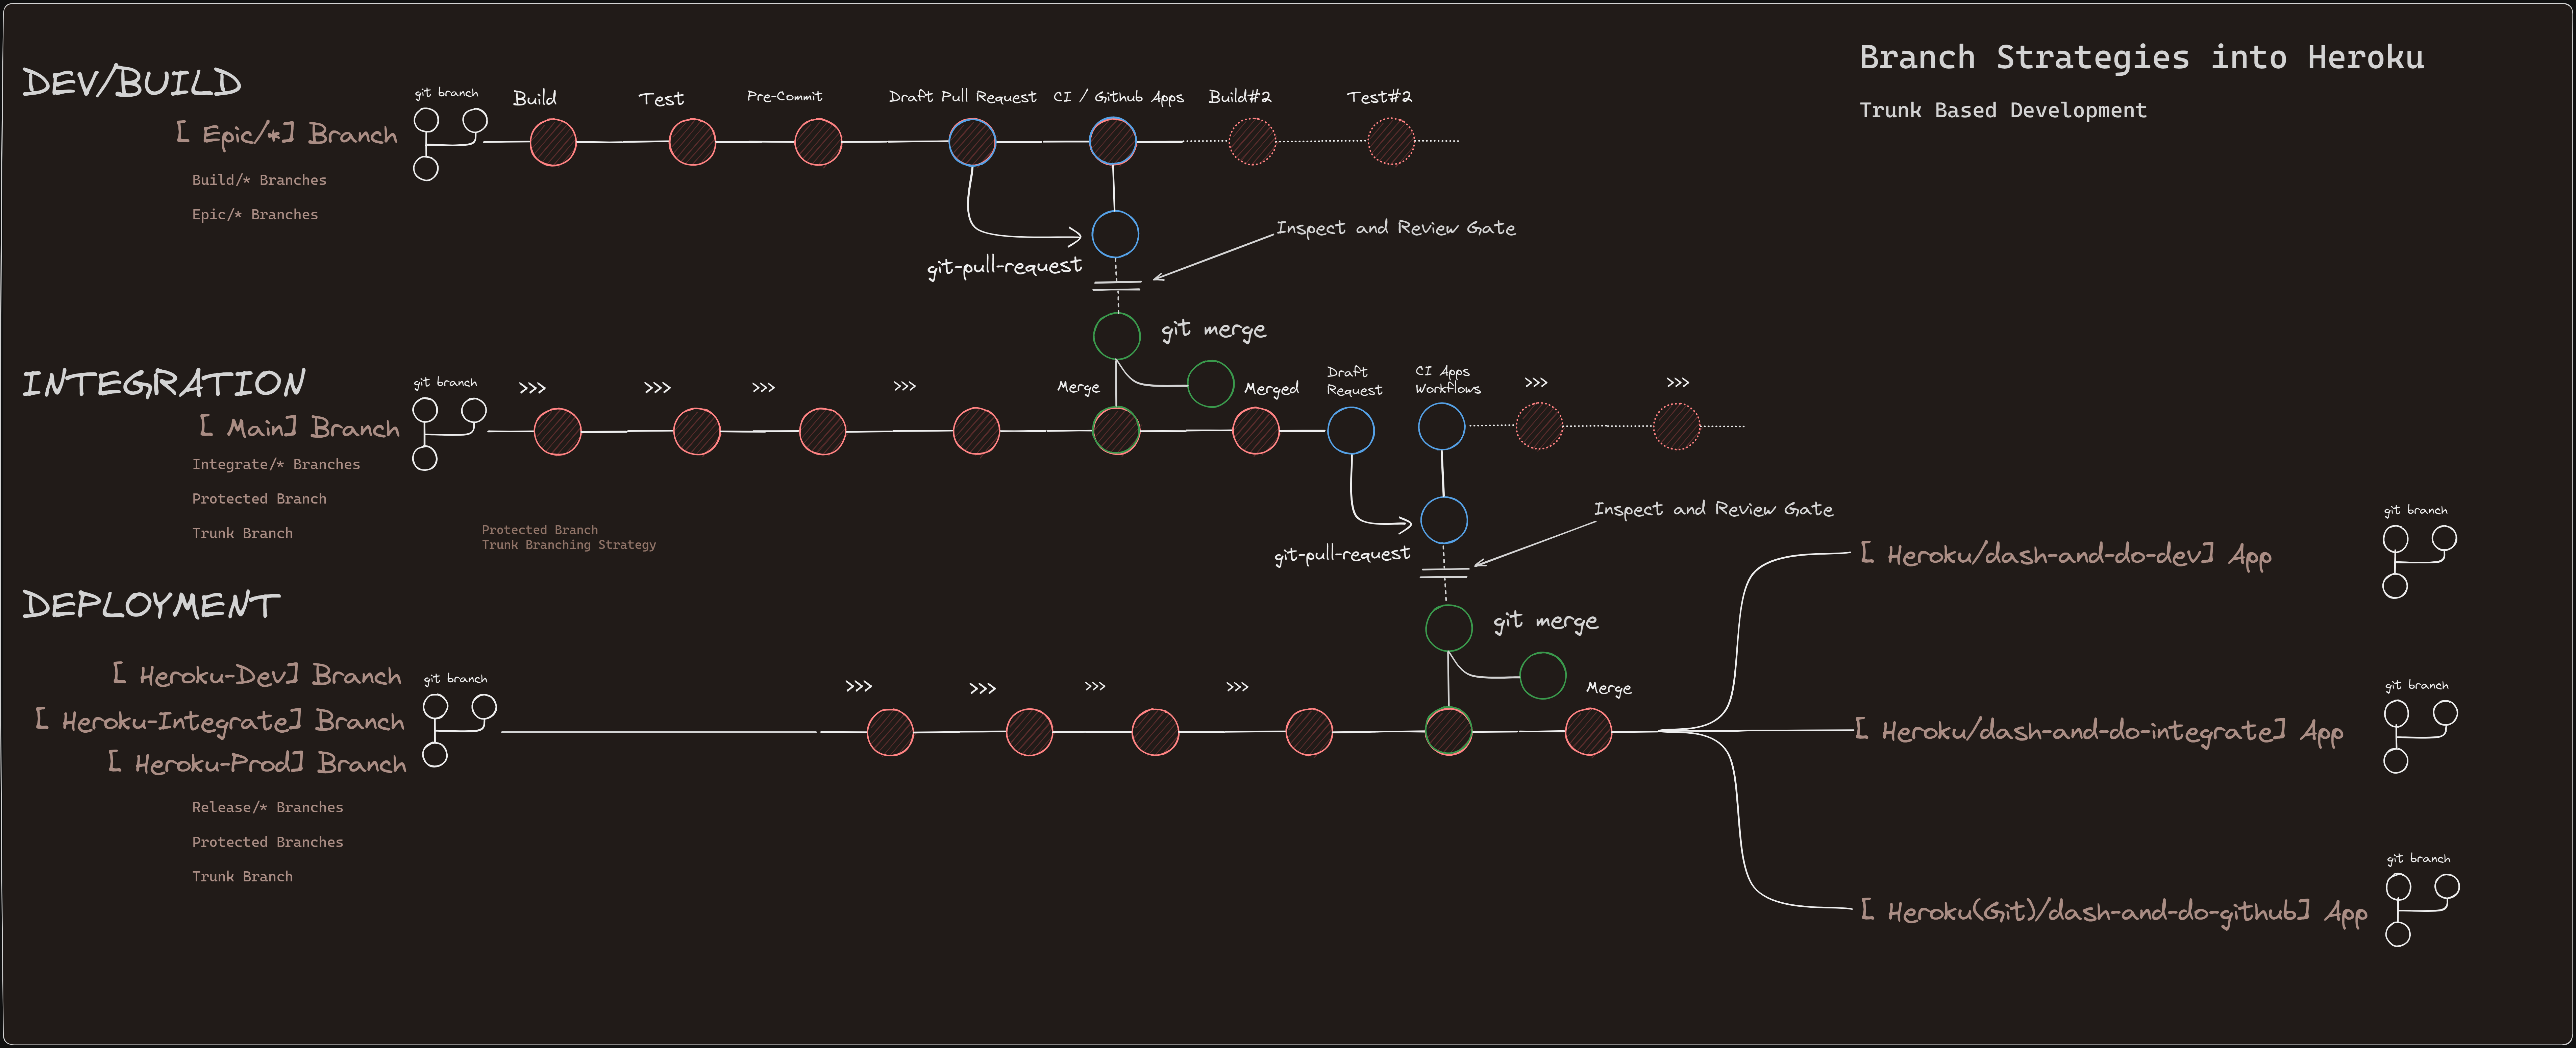 Branch Strategies into Heroku
Trunk Based Development
DEV/BUILD
[ Epic/*] Branch
Build/* Branches
Epic/* Branches
git branch
Build
Test
Pre-Commit
Draft Pull Request
CI / Github Apps
Build#2
Test#2
Inspect and Review Gate
git-pull-request
git merge
INTEGRATION
[ Main] Branch
Integrate/* Branches
Protected Branch
Trunk Branch
git branch
>>>
>>>
>>>
>>>
Merge
Merged
Draft
Request
CI Apps
Workflows
>>>
>>>
Protected Branch
Trunk Branching Strategy
Inspect and Review Gate
git-pull-request
git merge
DEPLOYMENT
[ Heroku-Dev] Branch
[ Heroku-Integrate] Branch
[ Heroku-Prod] Branch
Release/* Branches
Protected Branches
Trunk Branch
git branch
>>>
>>>
>>>
>>>
Merge
[ Heroku/dash-and-do-dev] App
git branch
[ Heroku/dash-and-do-integrate] App
git branch
[ Heroku(Git)/dash-and-do-github] App
git branch